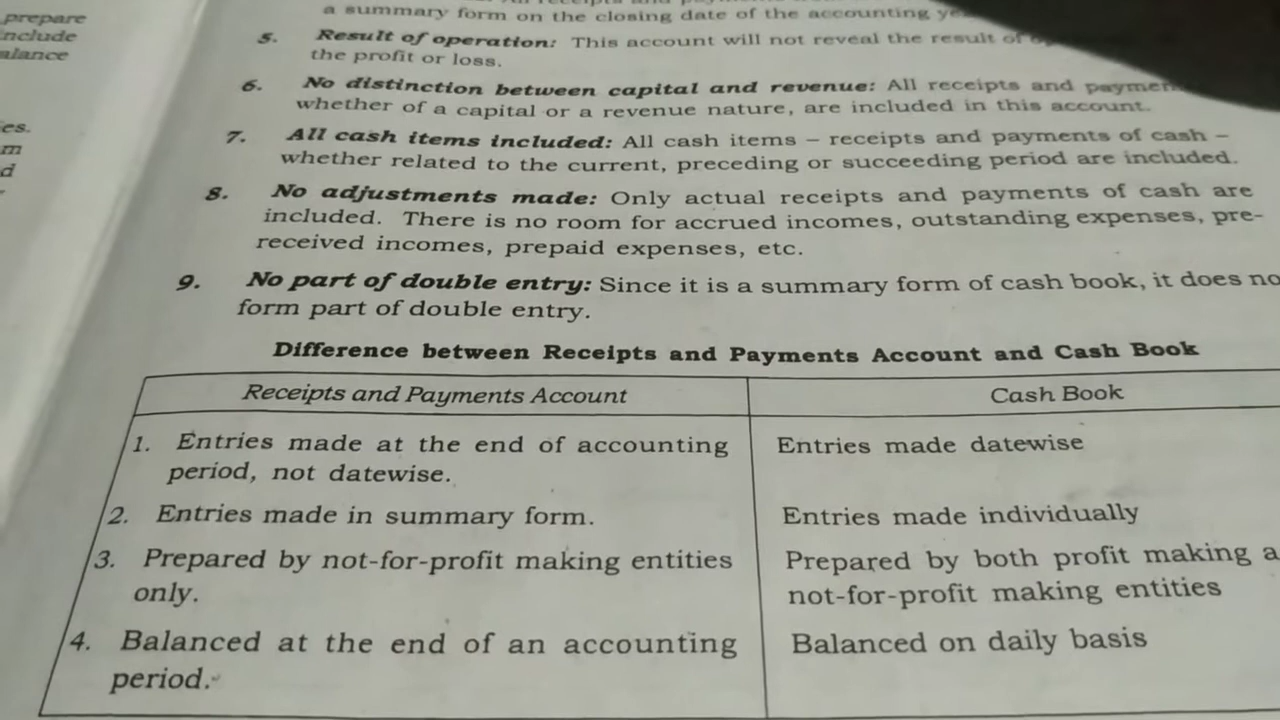 prepare
include
alance
es.
m
d
a summary form on the closing date of the accounting
5. Result of operation: This account will not reveal the result of
the profit or loss.
6. No distinction between capital and revenue: All receipts and
whether of a capital or a revenue nature, are included in this account.
7. All cash items included: All cash items – receipts and payments of cash –
whether related to the current, preceding or succeeding period are included.
8. No adjustments made: Only actual receipts and payments of cash are
included. There is no room for accrued incomes, outstanding expenses, pre-
received incomes, prepaid expenses, etc.
9. No part of double entry: Since it is a summary form of cash book, it does no
form part of double entry.
Difference between Receipts and Payments Account and Cash Book
Receipts and Payments Account Cash Book
1. Entries made at the end of accounting Entries made datewise
period, not datewise.
2. Entries made in summary form. Entries made individually
3. Prepared by not-for-profit making entities Prepared by both profit making a
only. not-for-profit making entities
4. Balanced at the end of an accounting Balanced on daily basis
period.